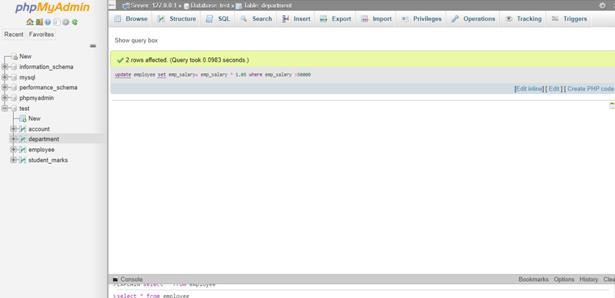 phpMyAdmin
Server: 127.0.0.1 » Database: test » Table: department
Browse Structure SQL Search Insert Export Import Privileges Operations Tracking Triggers
Recent Favorites
Show query box
New
information_schema
mysql
performance_schema
phpmyadmin
test
New
account
department
employee
student_marks
2 rows affected. (Query took 0.0983 seconds.)
update employee set emp_salary= emp_salary * 1.05 where emp_salary >50000
[Edit inline] [ Edit ] [ Create PHP code
Console
Bookmarks Options History Clea
>EXPLAIN select * from employee
>select * from employee